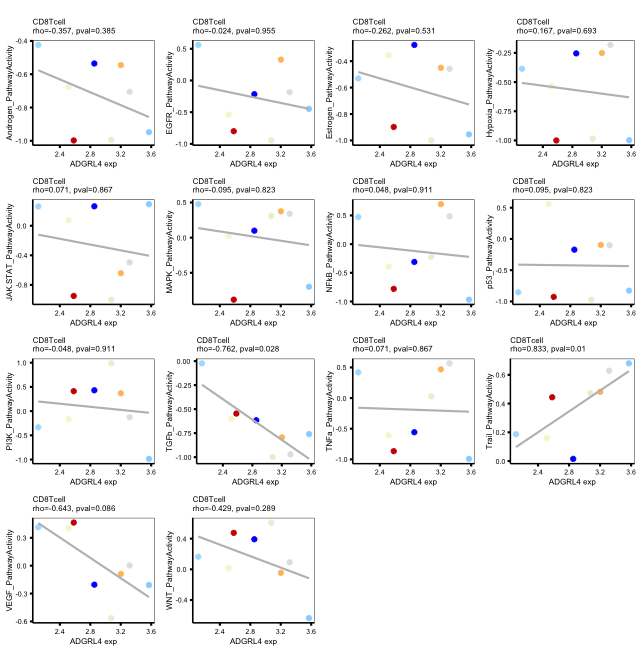 CD8Tcell
rho=-0.357, pval=0.385
Androgen_PathwayActivity
-0.4
-0.6
-0.8
-1.0
2.4 2.8 3.2 3.6
ADGRL4 exp
CD8Tcell
rho=-0.024, pval=0.955
EGFR_PathwayActivity
0.5
0.0
-0.5
-1.0
2.4 2.8 3.2 3.6
ADGRL4 exp
CD8Tcell
rho=-0.262, pval=0.531
Estrogen_PathwayActivity
-0.4
-0.6
-0.8
-1.0
2.4 2.8 3.2 3.6
ADGRL4 exp
CD8Tcell
rho=0.167, pval=0.693
Hypoxia_PathwayActivity
-0.25
-0.50
-0.75
-1.00
2.4 2.8 3.2 3.6
ADGRL4 exp
CD8Tcell
rho=0.071, pval=0.867
JAK.STAT_PathwayActivity
0.0
-0.4
-0.8
2.4 2.8 3.2 3.6
ADGRL4 exp
CD8Tcell
rho=-0.095, pval=0.823
MAPK_PathwayActivity
0.5
0.0
-0.5
2.4 2.8 3.2 3.6
ADGRL4 exp
CD8Tcell
rho=0.048, pval=0.911
NFkB_PathwayActivity
0.5
0.0
-0.5
-1.0
2.4 2.8 3.2 3.6
ADGRL4 exp
CD8Tcell
rho=0.095, pval=0.823
p53_PathwayActivity
0.5
0.0
-0.5
-1.0
2.4 2.8 3.2 3.6
ADGRL4 exp
CD8Tcell
rho=-0.048, pval=0.911
PI3K_PathwayActivity
1.0
0.5
0.0
-0.5
-1.0
2.4 2.8 3.2 3.6
ADGRL4 exp
CD8Tcell
rho=-0.762, pval=0.028
TGFb_PathwayActivity
0.00
-0.25
-0.50
-0.75
-1.00
2.4 2.8 3.2 3.6
ADGRL4 exp
CD8Tcell
rho=0.071, pval=0.867
TNFa_PathwayActivity
0.5
0.0
-0.5
-1.0
2.4 2.8 3.2 3.6
ADGRL4 exp
CD8Tcell
rho=0.833, pval=0.01
Trail_PathwayActivity
0.6
0.4
0.2
0.0
2.4 2.8 3.2 3.6
ADGRL4 exp
CD8Tcell
rho=-0.643, pval=0.086
VEGF_PathwayActivity
0.3
0.0
-0.3
-0.6
2.4 2.8 3.2 3.6
ADGRL4 exp
CD8Tcell
rho=-0.429, pval=0.289
WNT_PathwayActivity
0.4
0.0
-0.4
2.4 2.8 3.2 3.6
ADGRL4 exp